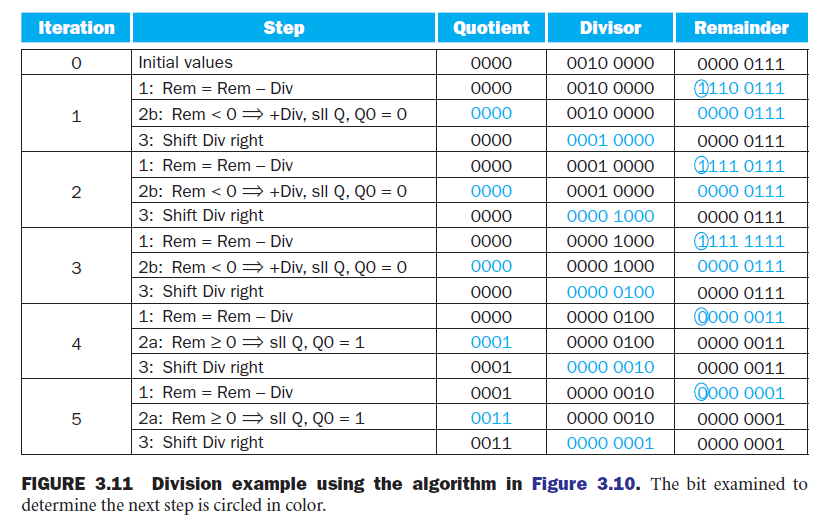 Iteration Step Quotient Divisor Remainder
0 Initial values 0000 0010 0000 0000 0111
1: Rem = Rem – Div 0000 0010 0000 1110 0111
1 2b: Rem < 0 ⟹ +Div, sll Q, Q0 = 0 0000 0010 0000 0000 0111
3: Shift Div right 0000 0001 0000 0000 0111
1: Rem = Rem – Div 0000 0001 0000 1111 0111
2 2b: Rem < 0 ⟹ +Div, sll Q, Q0 = 0 0000 0001 0000 0000 0111
3: Shift Div right 0000 0000 1000 0000 0111
1: Rem = Rem – Div 0000 0000 1000 1111 1111
3 2b: Rem < 0 ⟹ +Div, sll Q, Q0 = 0 0000 0000 1000 0000 0111
3: Shift Div right 0000 0000 0100 0000 0111
1: Rem = Rem – Div 0000 0000 0100 0000 0011
4 2a: Rem ≥ 0 ⟹ sll Q, Q0 = 1 0001 0000 0100 0000 0011
3: Shift Div right 0001 0000 0010 0000 0011
1: Rem = Rem – Div 0001 0000 0010 0000 0001
5 2a: Rem ≥ 0 ⟹ sll Q, Q0 = 1 0011 0000 0010 0000 0001
3: Shift Div right 0011 0000 0001 0000 0001
FIGURE 3.11 Division example using the algorithm in Figure 3.10. The bit examined to
determine the next step is circled in color.